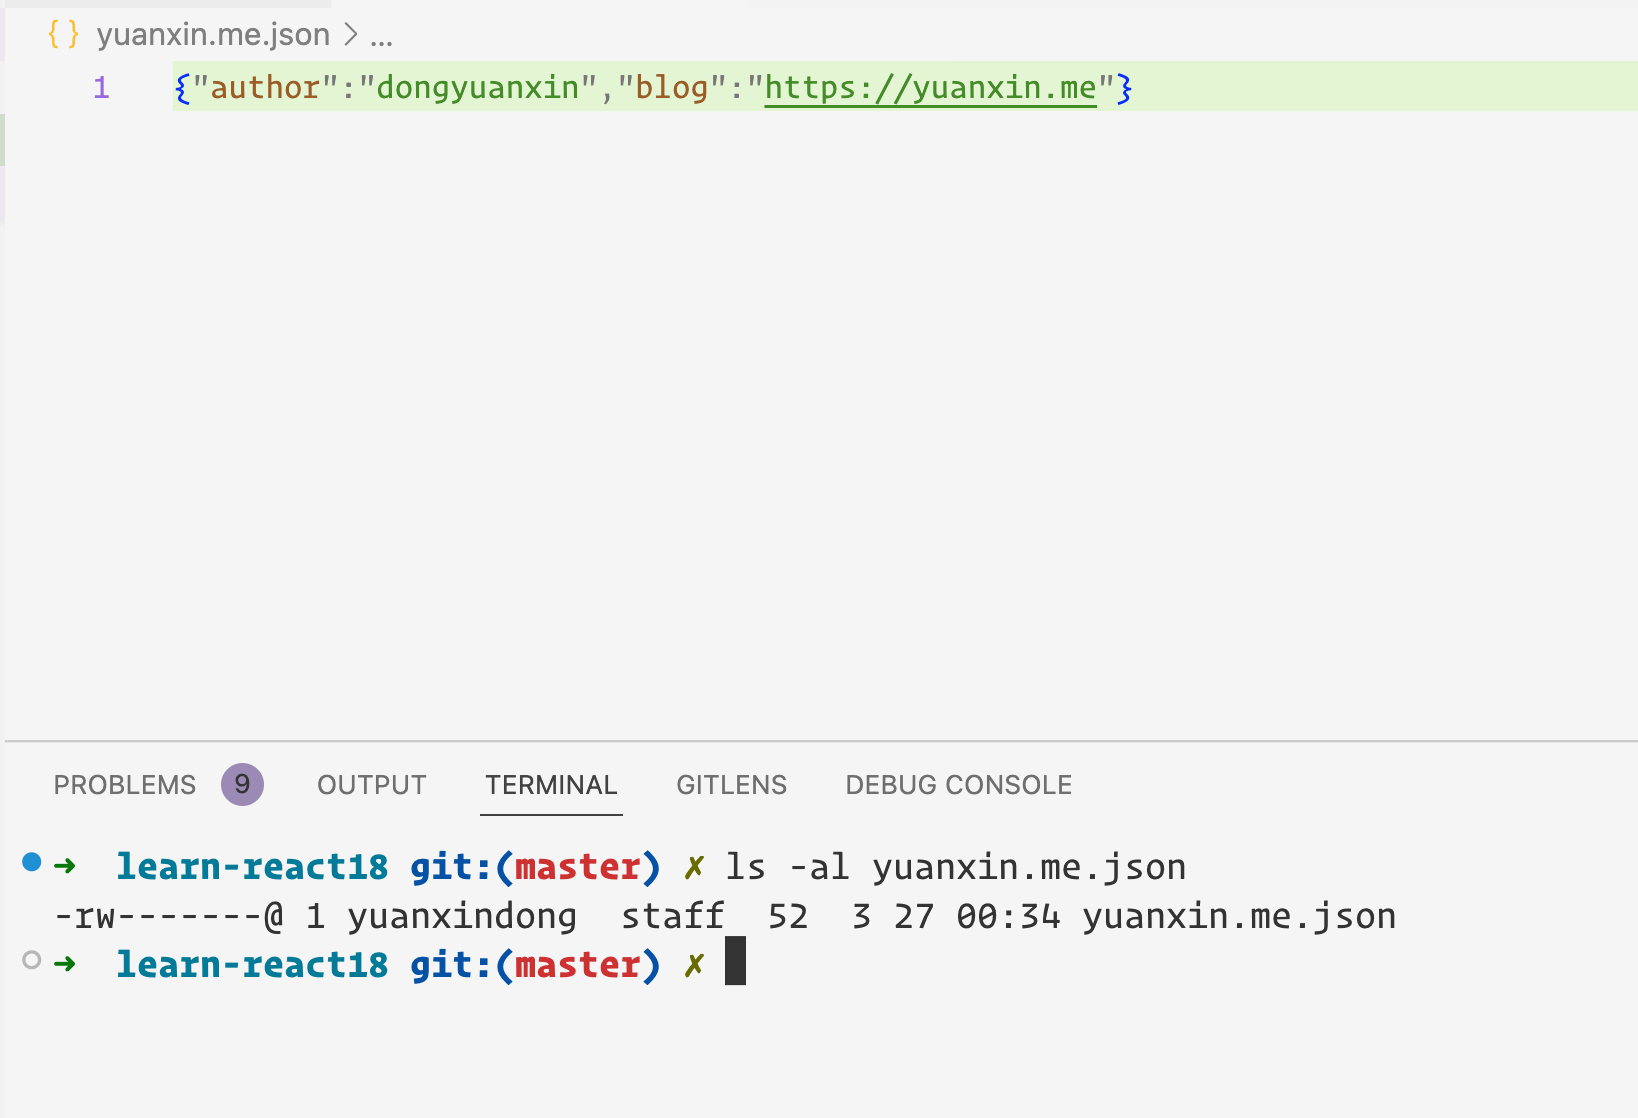 { } yuanxin.me.json > ...
1 {"author":"dongyuanxin","blog":"https://yuanxin.me"}
PROBLEMS 9 OUTPUT TERMINAL GITLENS DEBUG CONSOLE
➜ learn-react18 git:(master) ✗ ls -al yuanxin.me.json
-rw-------@ 1 yuanxindong staff 52 3 27 00:34 yuanxin.me.json
➜ learn-react18 git:(master) ✗